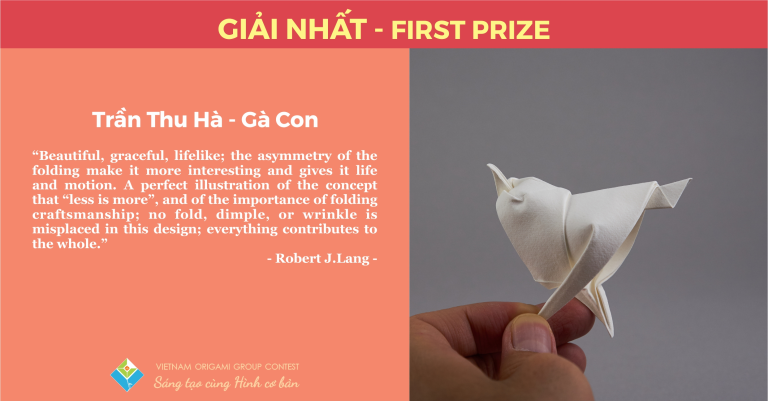 GIẢI NHẤT - FIRST PRIZE
Trần Thu Hà - Gà Con
“Beautiful, graceful, lifelike; the asymmetry of the
folding make it more interesting and gives it life
and motion. A perfect illustration of the concept
that “less is more”, and of the importance of folding
craftsmanship; no fold, dimple, or wrinkle is
misplaced in this design; everything contributes to
the whole.”
- Robert J.Lang -
VIETNAM ORIGAMI GROUP CONTEST
Sáng tạo cùng Hình cơ bản